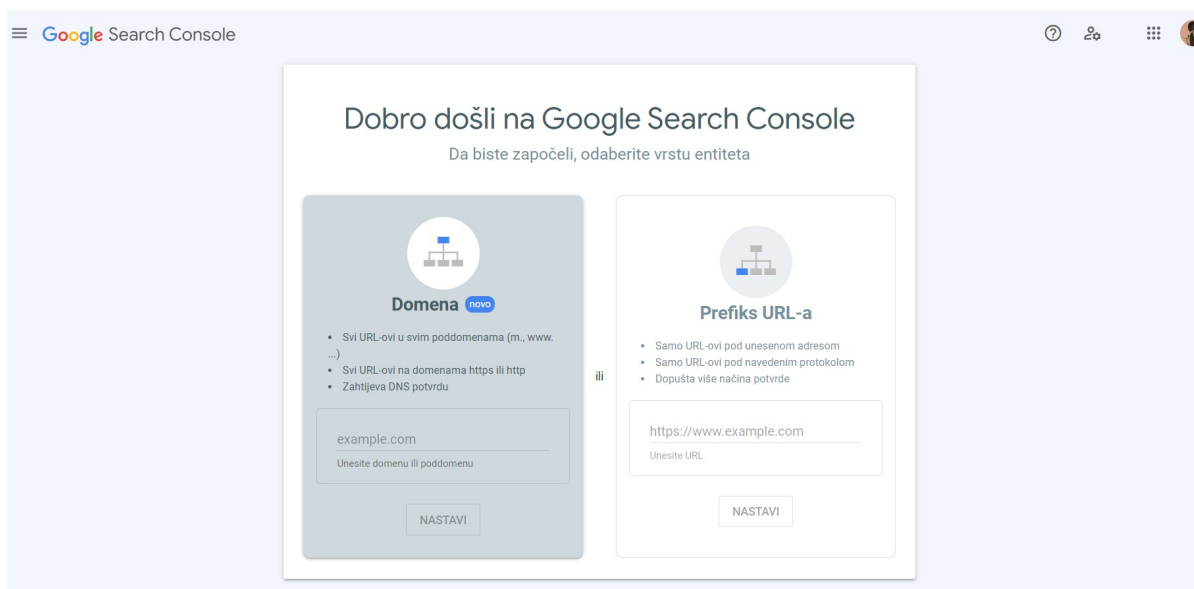 Google Search Console
Dobro došli na Google Search Console
Da biste započeli, odaberite vrstu entiteta
Domena novo
• Svi URL-ovi u svim poddomenama (m., www.
...)
• Svi URL-ovi na domenama https ili http
• Zahtijeva DNS potvrdu
example.com
Unesite domenu ili poddomenu
NASTAVI
ili
Prefiks URL-a
• Samo URL-ovi pod unesenom adresom
• Samo URL-ovi pod navedenim protokolom
• Dopušta više načina potvrde
https://www.example.com
Unesite URL
NASTAVI